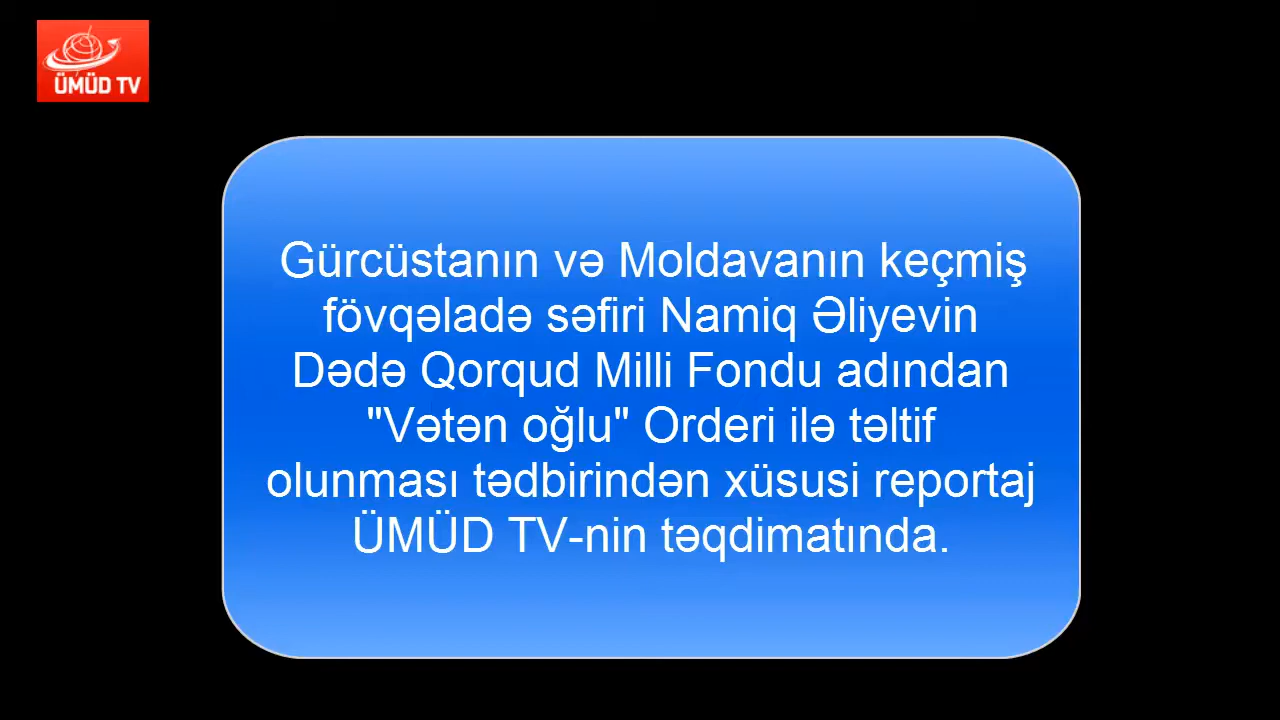 ÜMÜD TV
Gürcüstanın və Moldavanın keçmiş
fövqəladə səfiri Namiq Əliyevin
Dədə Qorqud Milli Fondu adından
"Vətən oğlu" Orderi ilə təltif
olunması tədbirindən xüsusi reportaj
ÜMÜD TV-nin təqdimatında.